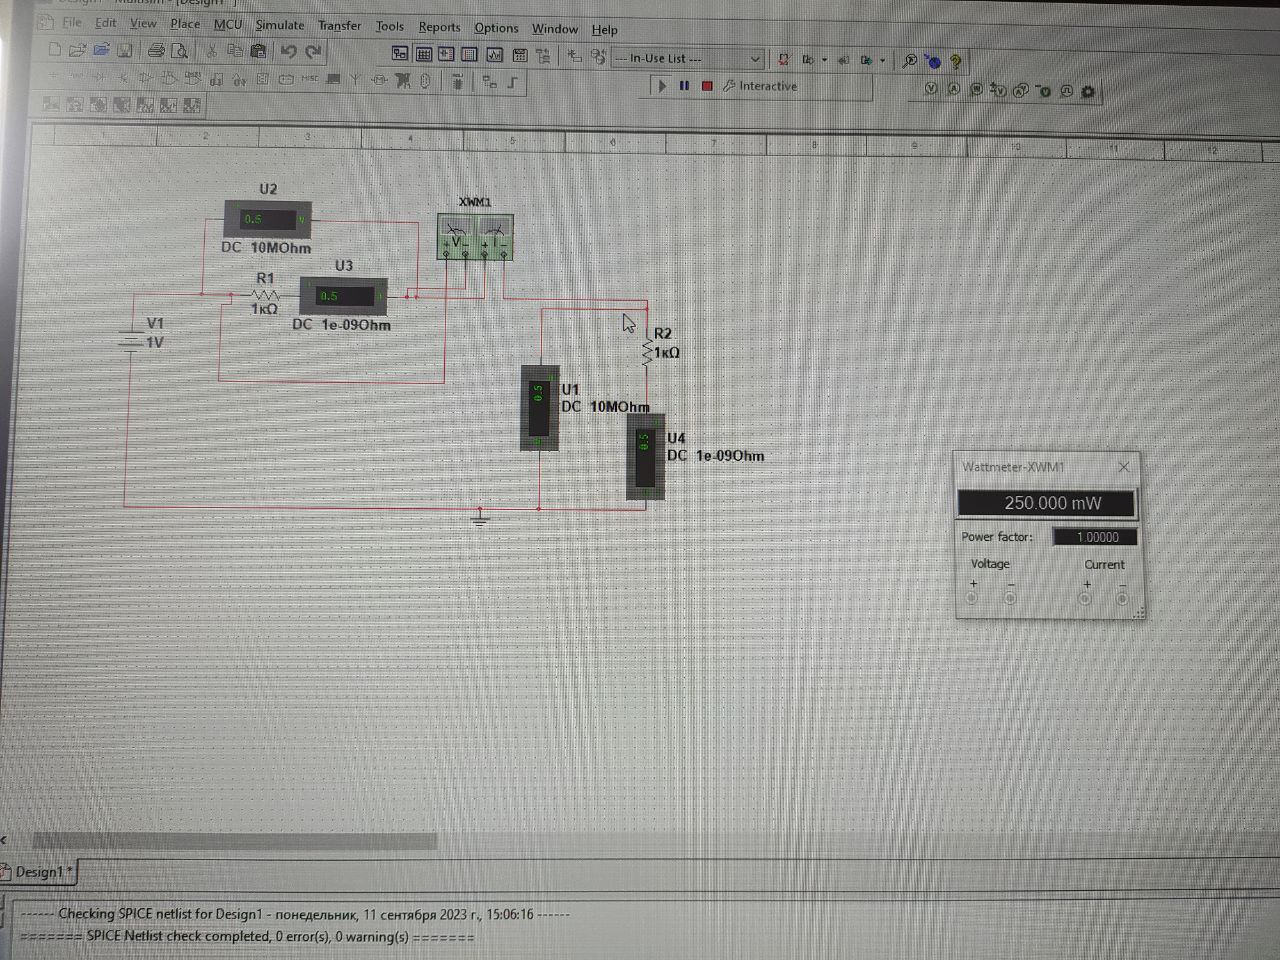 File Edit View Place MCU Simulate Transfer Tools Reports Options Window Help
--- In-Use List ---
Interactive
MISC
1 2 3 4 5 6 7 8 9 10 11 12
U2
0.5 V
DC 10MOhm
XWM1
V I
U3
0.5
DC 1e-09Ohm
R1
1кΩ
V1
1V
R2
1кΩ
U1
0.5
DC 10MOhm
U4
0.5
DC 1e-09Ohm
Wattmeter-XWM1
250.000 mW
Power factor: 1.00000
Voltage Current
+ − + −
Design1 *
------ Checking SPICE netlist for Design1 - понедельник, 11 сентября 2023 г., 15:06:16 ------
======= SPICE Netlist check completed, 0 error(s), 0 warning(s) =======